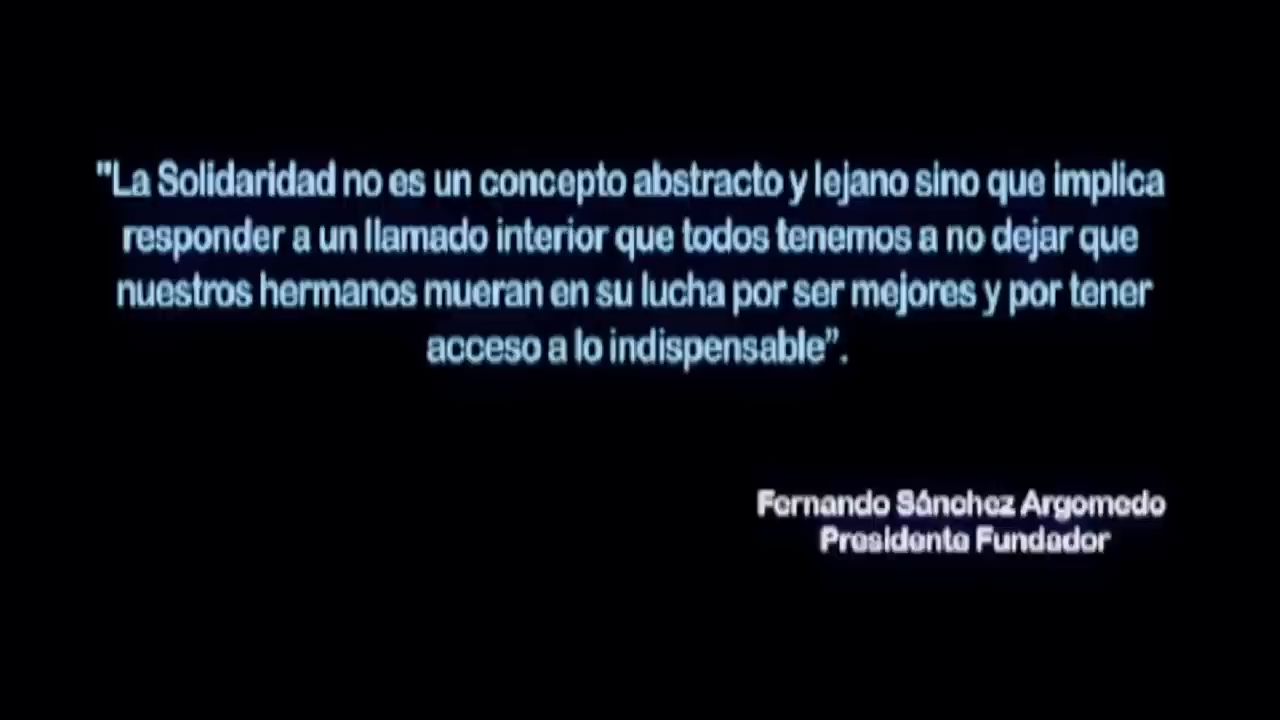 "La Solidaridad no es un concepto abstracto y lejano sino que implica
responder a un llamado interior que todos tenemos a no dejar que
nuestros hermanos mueran en su lucha por ser mejores y por tener
acceso a lo indispensable”.
Fernando Sánchez Argomedo
Presidente Fundador